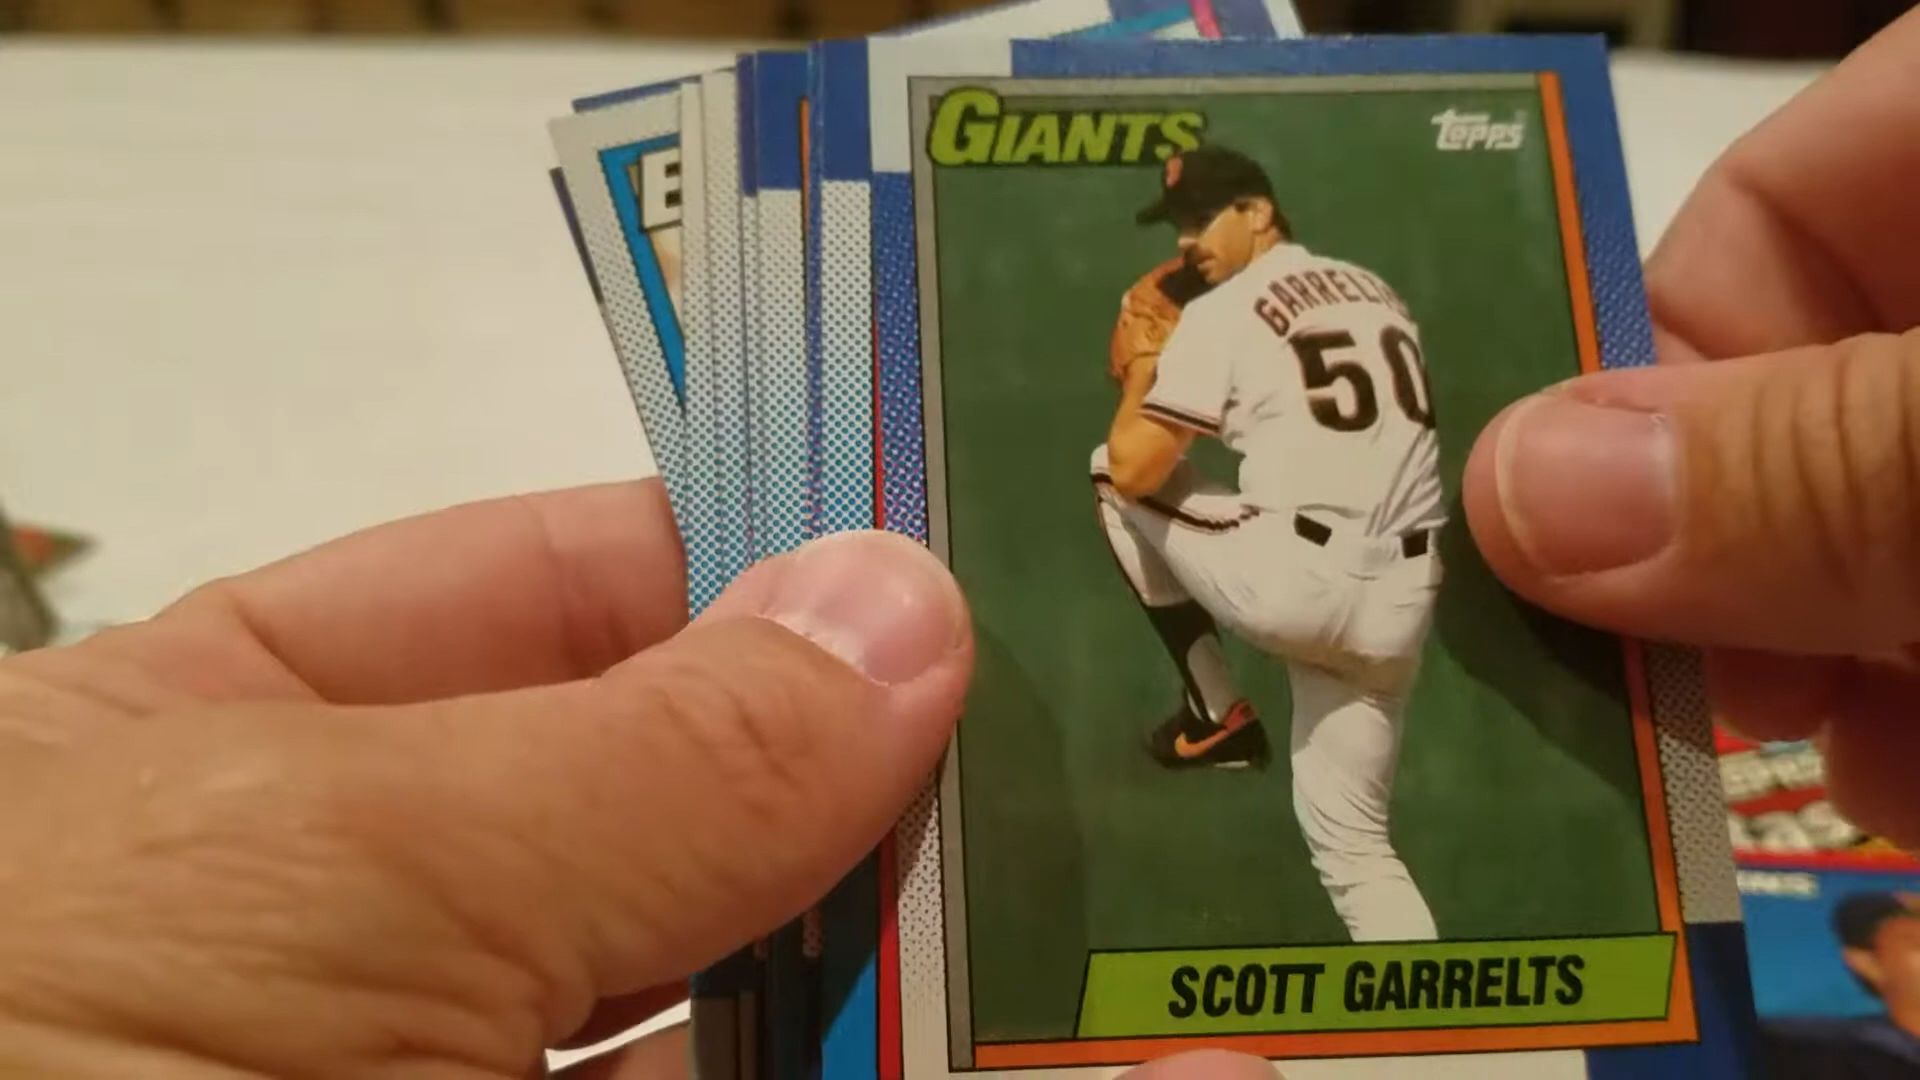 GIANTS
topps
GARRELTS
50
SCOTT GARRELTS
E